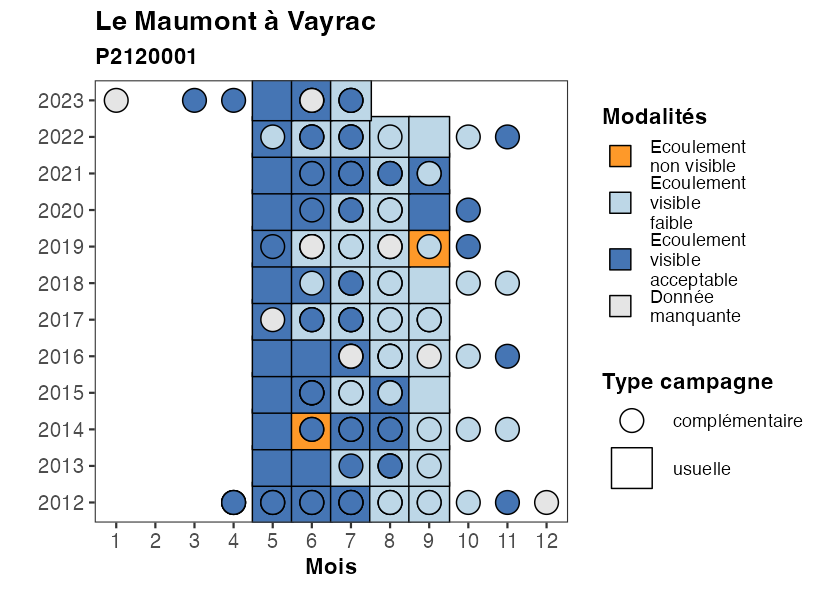 Le Maumont à Vayrac
P2120001
2023
2022
2021
2020
2019
2018
2017
2016
2015
2014
2013
2012
1 2 3 4 5 6 7 8 9 10 11 12
Mois
Modalités
Ecoulement
non visible
Ecoulement
visible
faible
Ecoulement
visible
acceptable
Donnée
manquante
Type campagne
complémentaire
usuelle